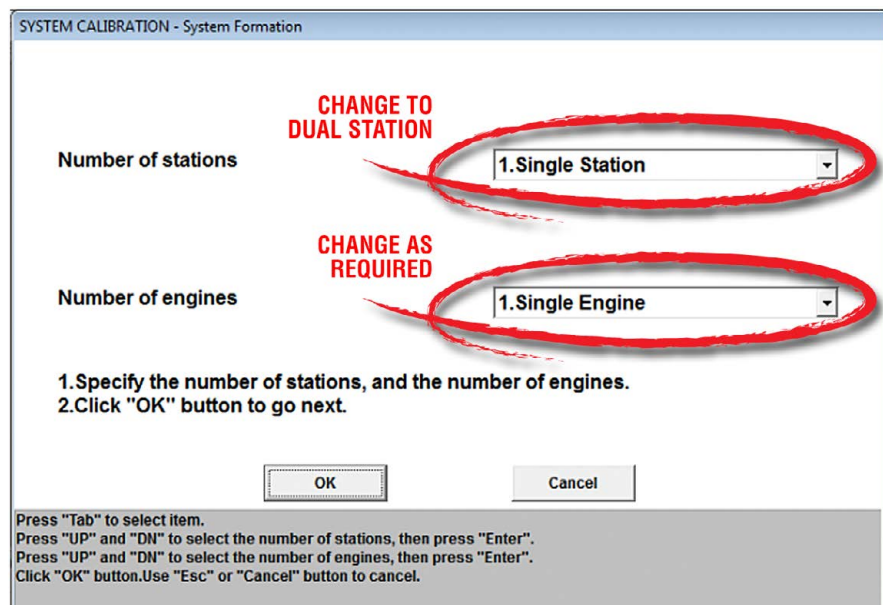 SYSTEM CALIBRATION - System Formation
CHANGE TO
DUAL STATION
Number of stations
1.Single Station
CHANGE AS
REQUIRED
Number of engines
1.Single Engine
1.Specify the number of stations, and the number of engines.
2.Click "OK" button to go next.
OK
Cancel
Press "Tab" to select item.
Press "UP" and "DN" to select the number of stations, then press "Enter".
Press "UP" and "DN" to select the number of engines, then press "Enter".
Click "OK" button.Use "Esc" or "Cancel" button to cancel.